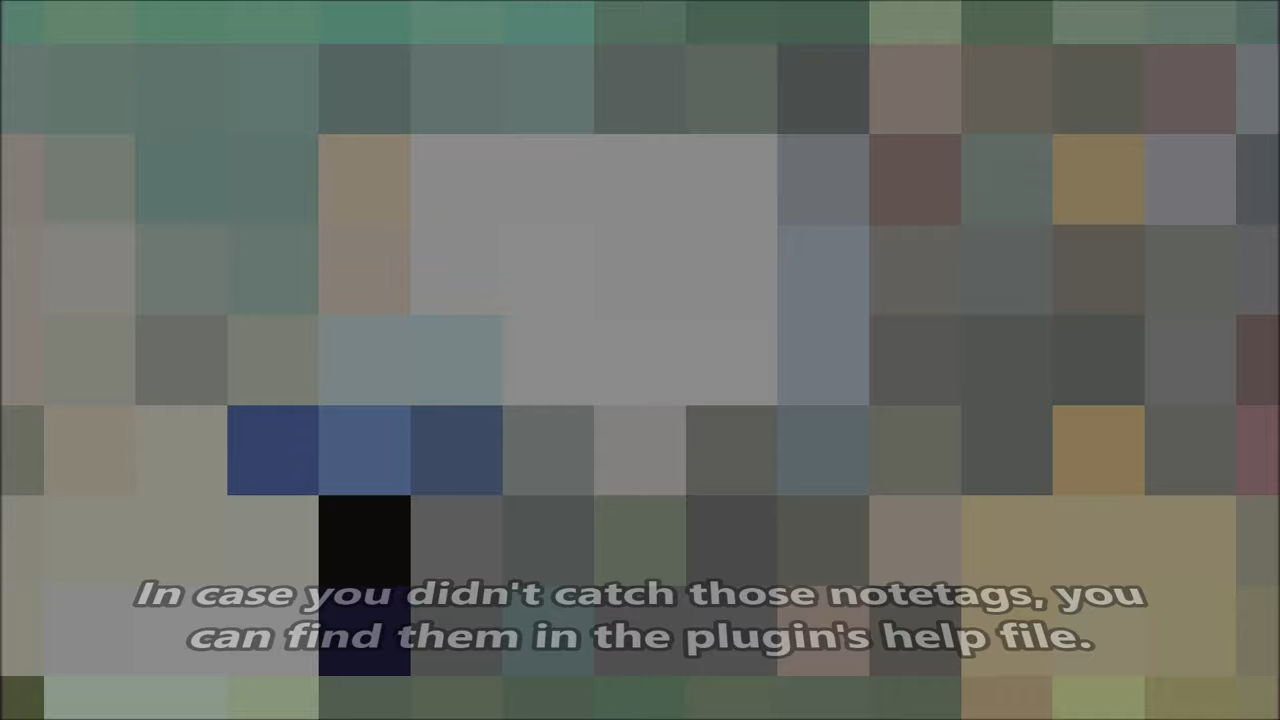 In case you didn't catch those notetags, you
can find them in the plugin's help file.